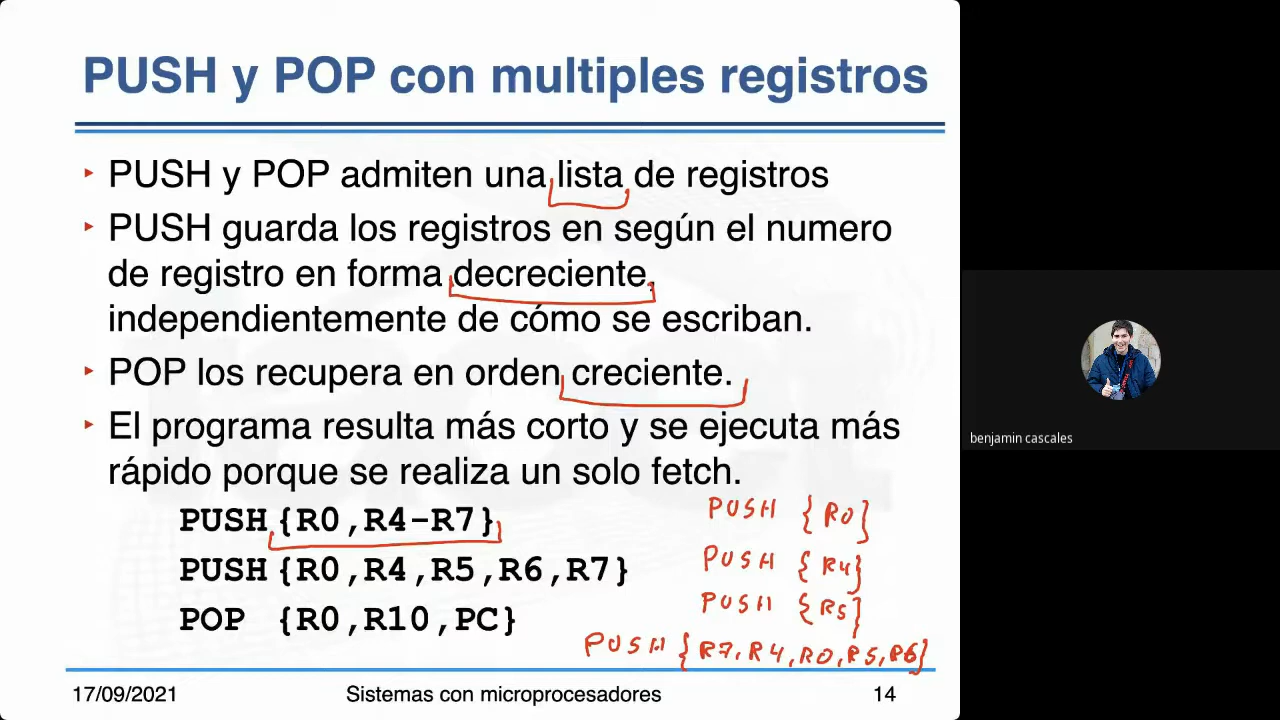 PUSH y POP con multiples registros
PUSH y POP admiten una lista de registros
PUSH guarda los registros en según el numero
de registro en forma decreciente,
independientemente de cómo se escriban.
POP los recupera en orden creciente.
El programa resulta más corto y se ejecuta más
rápido porque se realiza un solo fetch.
PUSH {R0,R4-R7}
PUSH {R0,R4,R5,R6,R7}
POP {R0,R10,PC}
PUSH {R0}
PUSH {R4}
PUSH {R5}
PUSH {R7, R4, R0, R5, R6}
17/09/2021 Sistemas con microprocesadores 14
benjamin cascales